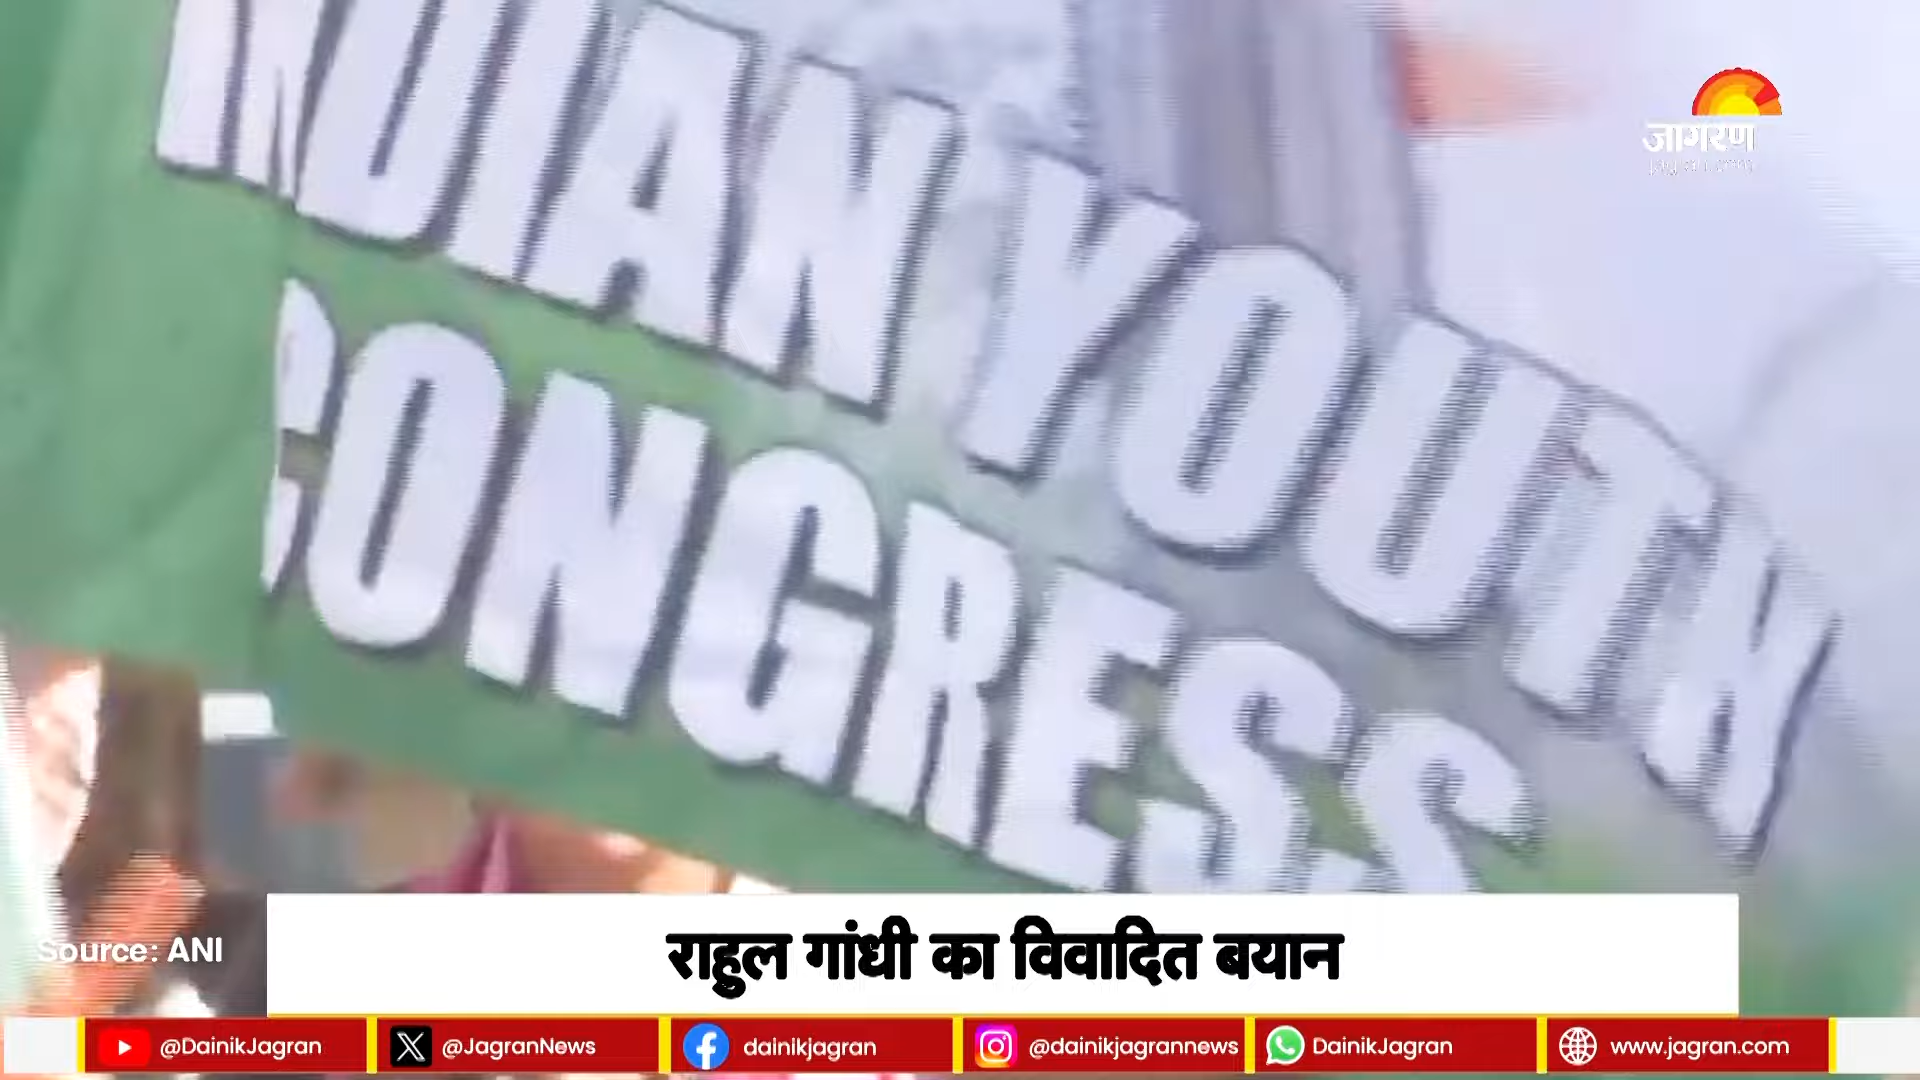 INDIAN YOUTH
CONGRESS
जागरण
Source: ANI
राहुल गांधी का विवादित बयान
@DainikJagran
@JagranNews
dainikjagran
@dainikjagrannews
DainikJagran
www.jagran.com